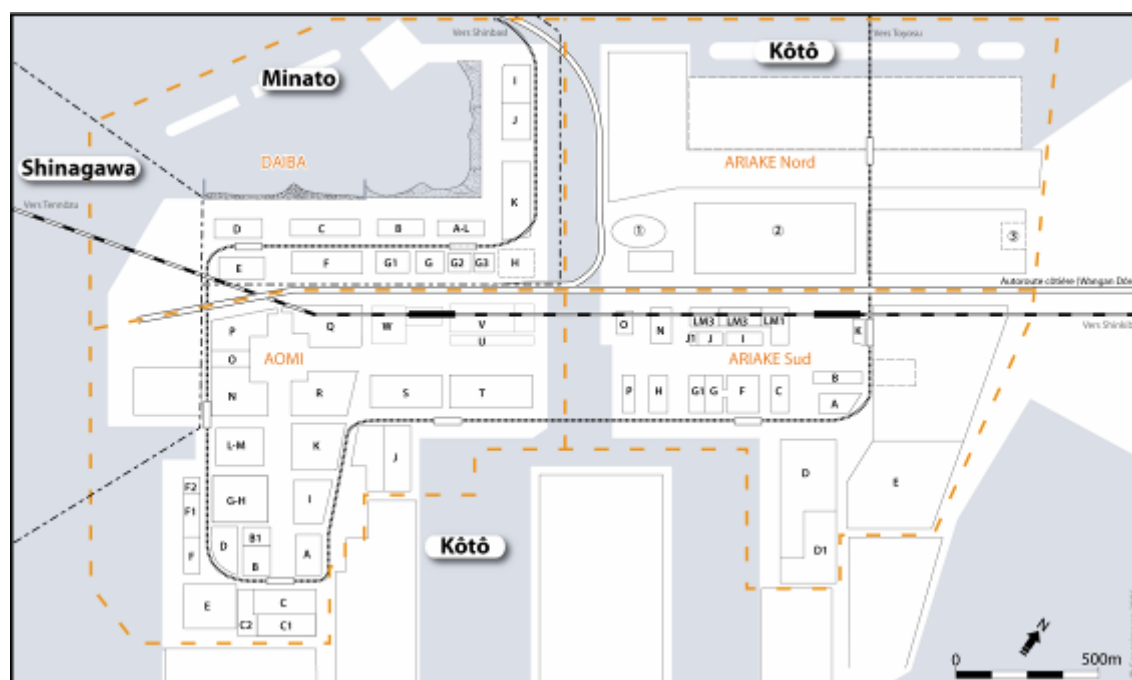 Vers Shinbad
Vers Toyosu
Kôtô
Minato
I
J
Shinagawa
DAIBA
ARIAKE Nord
K
Vers Tennôzu
D
C
B
A-L
①
②
③
E
F
G1
G
G2
G3
H
Autoroute côtière (Wangan Dôro
P
Q
W
V
U
O
N
LM3
LM3
LM1
K
Vers Shinkiba
J1
J
I
O
AOMI
ARIAKE Sud
N
R
S
T
P
H
G1
G
F
C
B
A
L-M
K
J
D
E
F2
F1
G-H
I
F
D
B1
B
A
Kôtô
D1
E
C
C2
C1
N
0
500m